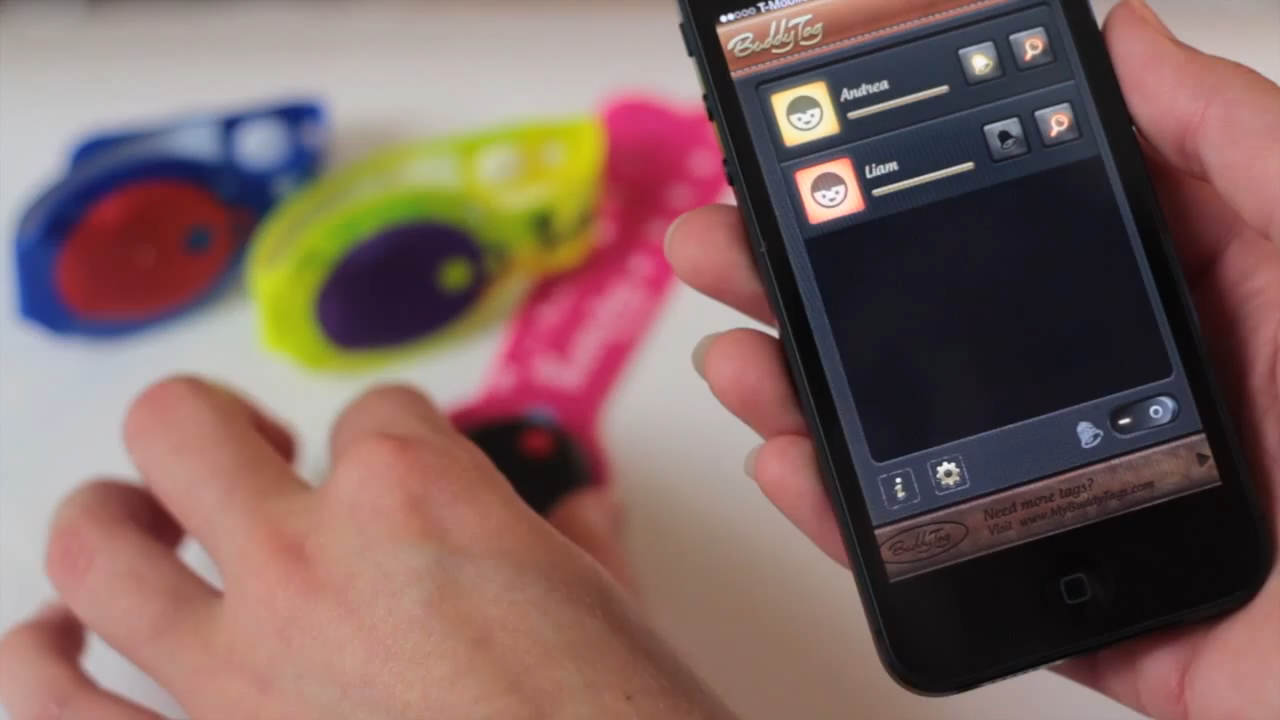 T-Mobile
BuddyTag
Andrea
Liam
i
Need more tags?
Visit www.MyBuddyTags.com
BuddyTag